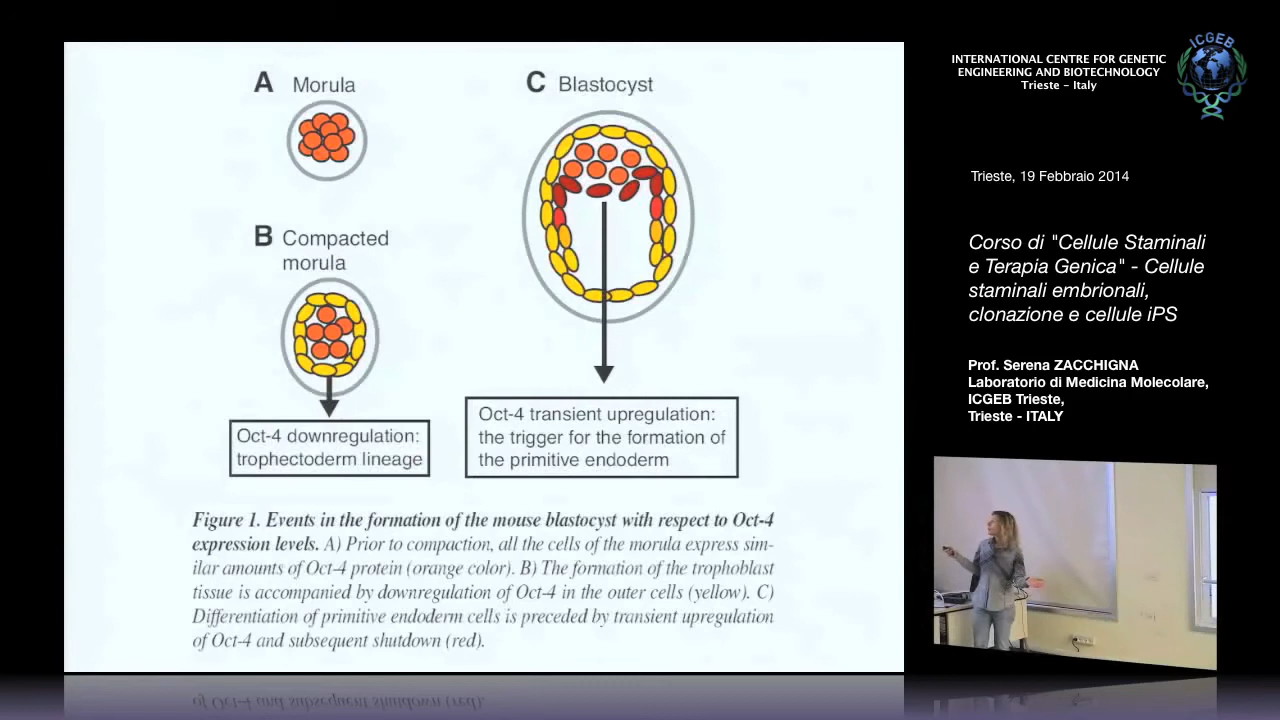 A Morula
B Compacted
morula
Oct-4 downregulation:
trophectoderm lineage
C Blastocyst
Oct-4 transient upregulation:
the trigger for the formation of
the primitive endoderm
Figure 1. Events in the formation of the mouse blastocyst with respect to Oct-4
expression levels. A) Prior to compaction, all the cells of the morula express sim-
ilar amounts of Oct-4 protein (orange color). B) The formation of the trophoblast
tissue is accompanied by downregulation of Oct-4 in the outer cells (yellow). C)
Differentiation of primitive endoderm cells is preceded by transient upregulation
of Oct-4 and subsequent shutdown (red).
INTERNATIONAL CENTRE FOR GENETIC
ENGINEERING AND BIOTECHNOLOGY
Trieste - Italy
ICGEB
Trieste, 19 Febbraio 2014
Corso di "Cellule Staminali
e Terapia Genica" - Cellule
staminali embrionali,
clonazione e cellule iPS
Prof. Serena ZACCHIGNA
Laboratorio di Medicina Molecolare,
ICGEB Trieste,
Trieste - ITALY